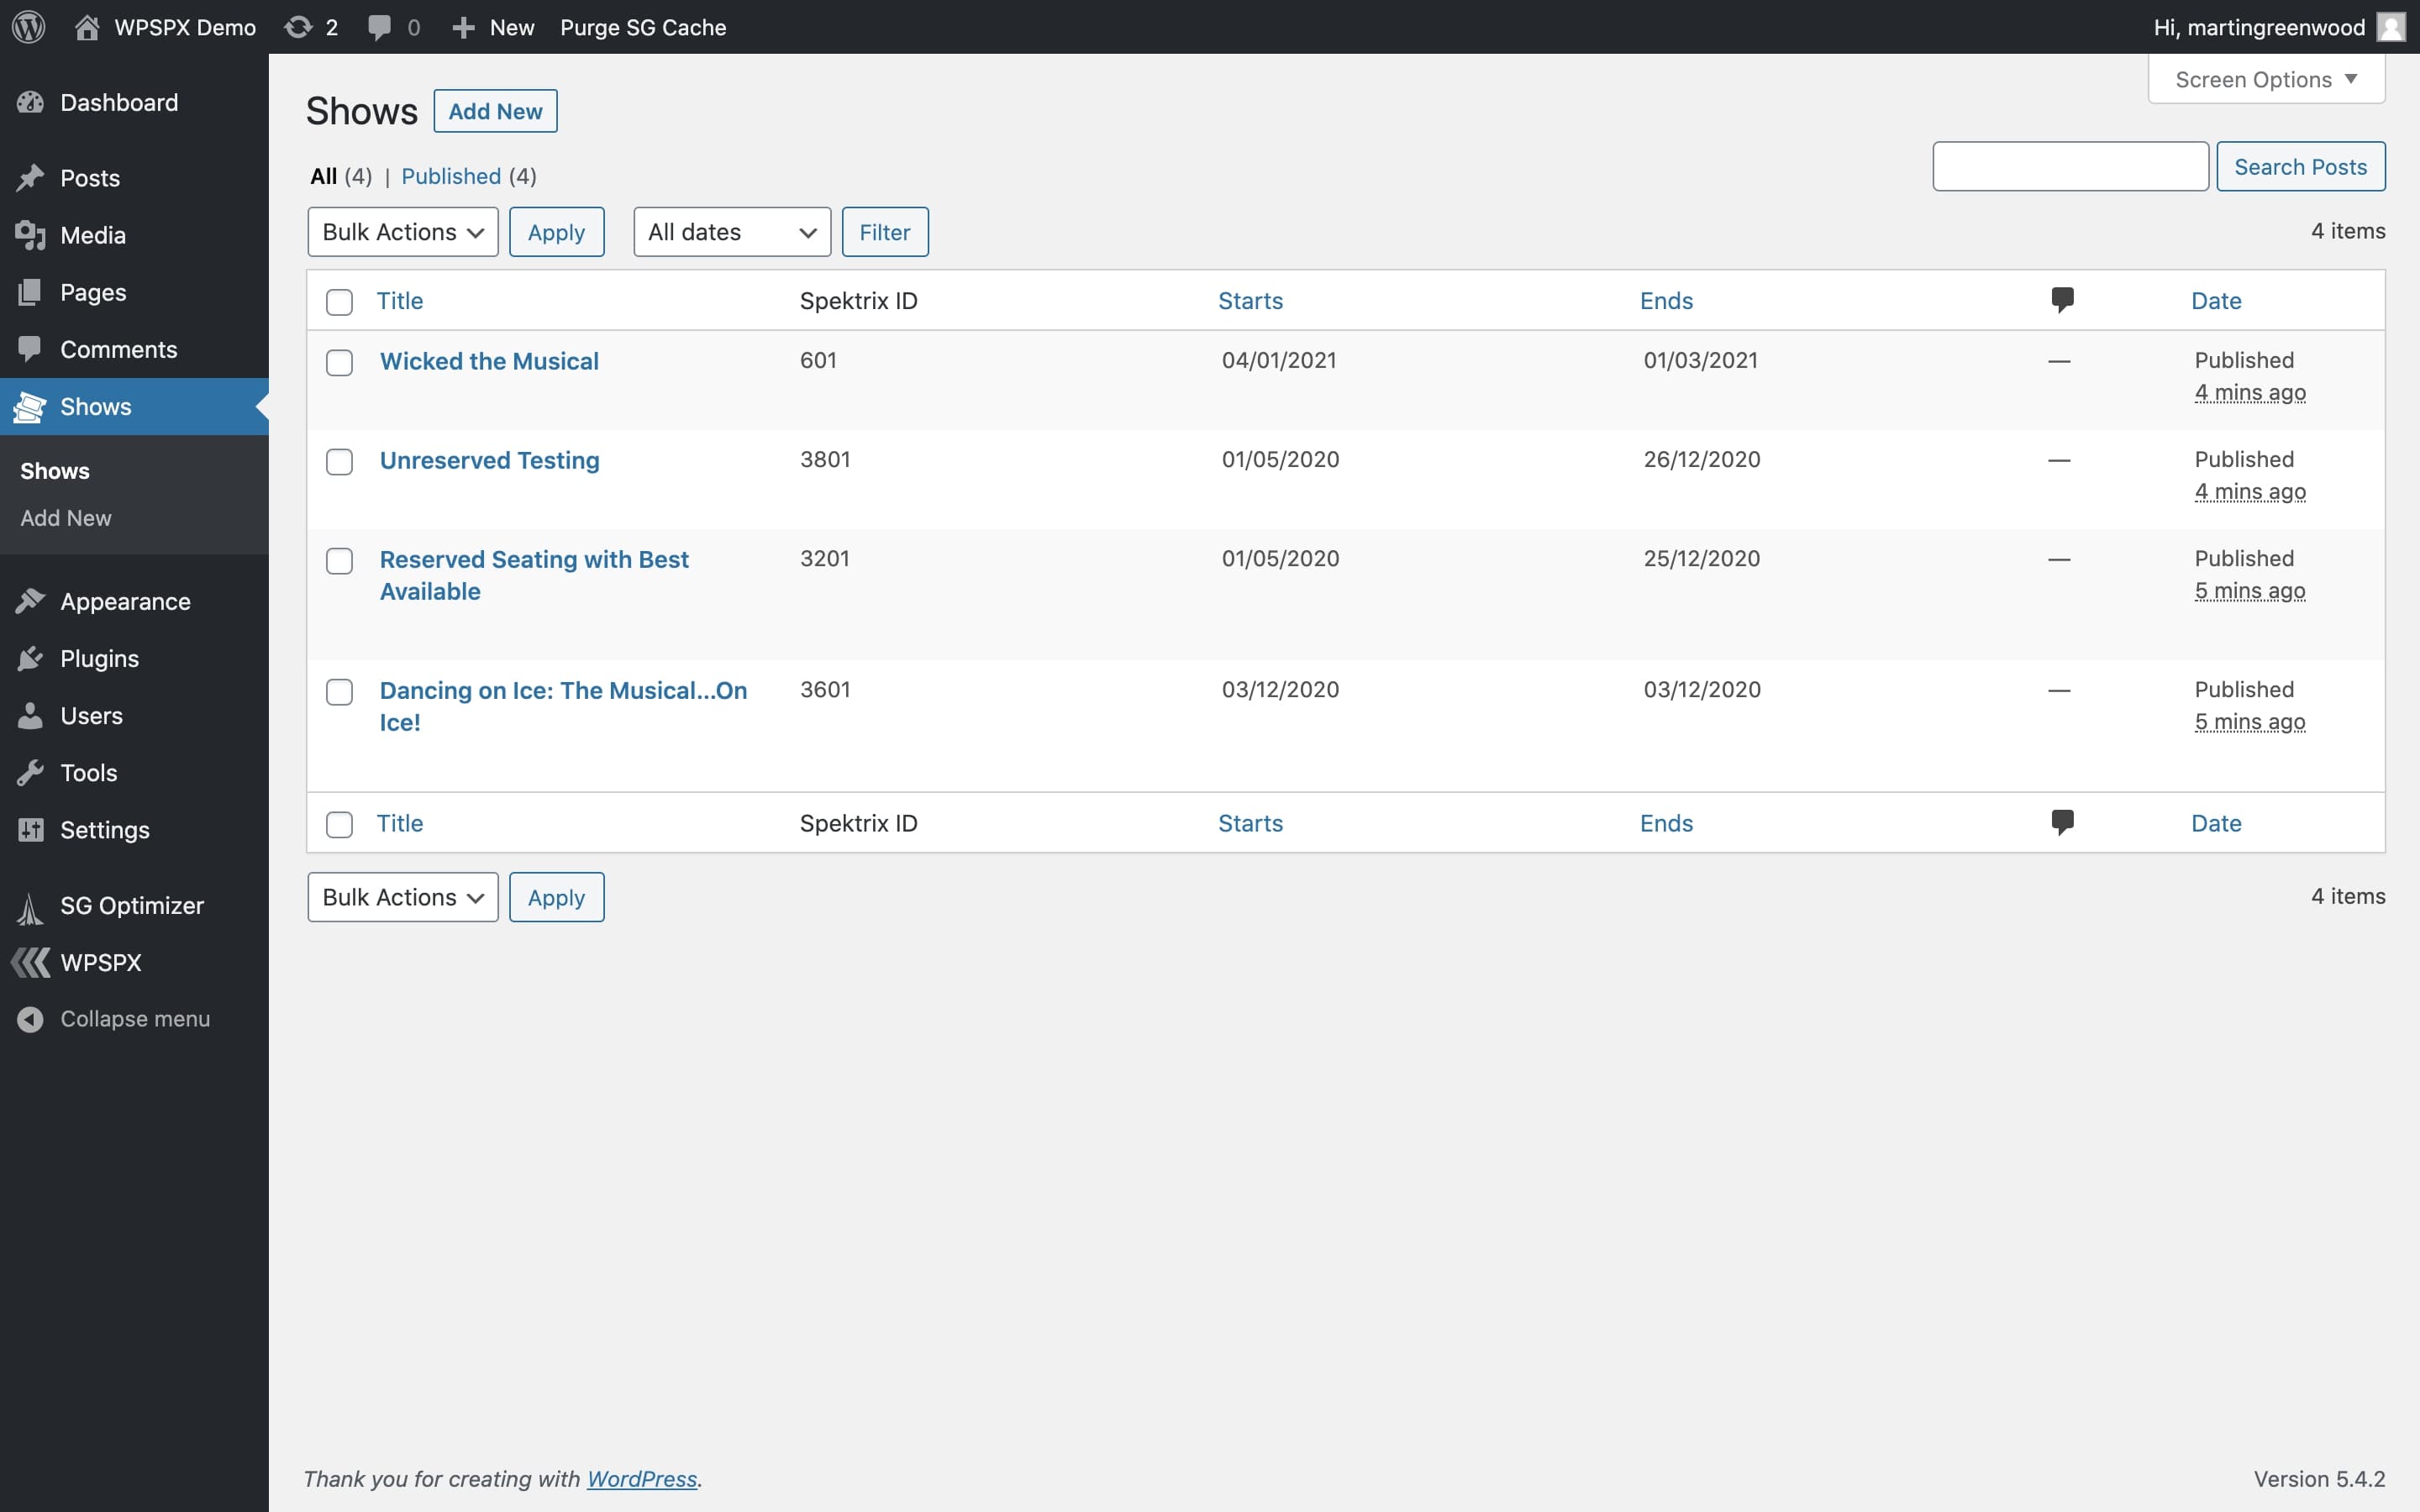 WPSPX Demo 2 0 New Purge SG Cache Hi, martingreenwood
Dashboard
Posts
Media
Pages
Comments
Shows
Shows
Add New
Appearance
Plugins
Users
Tools
Settings
SG Optimizer
WPSPX
Collapse menu
Screen Options
Shows Add New
All (4) | Published (4)
Search Posts
Bulk Actions Apply All dates Filter 4 items
Title Spektrix ID Starts Ends Date
Wicked the Musical 601 04/01/2021 01/03/2021 — Published
4 mins ago
Unreserved Testing 3801 01/05/2020 26/12/2020 — Published
4 mins ago
Reserved Seating with Best 3201 01/05/2020 25/12/2020 — Published
Available 5 mins ago
Dancing on Ice: The Musical...On 3601 03/12/2020 03/12/2020 — Published
Ice! 5 mins ago
Title Spektrix ID Starts Ends Date
Bulk Actions Apply 4 items
Thank you for creating with WordPress. Version 5.4.2